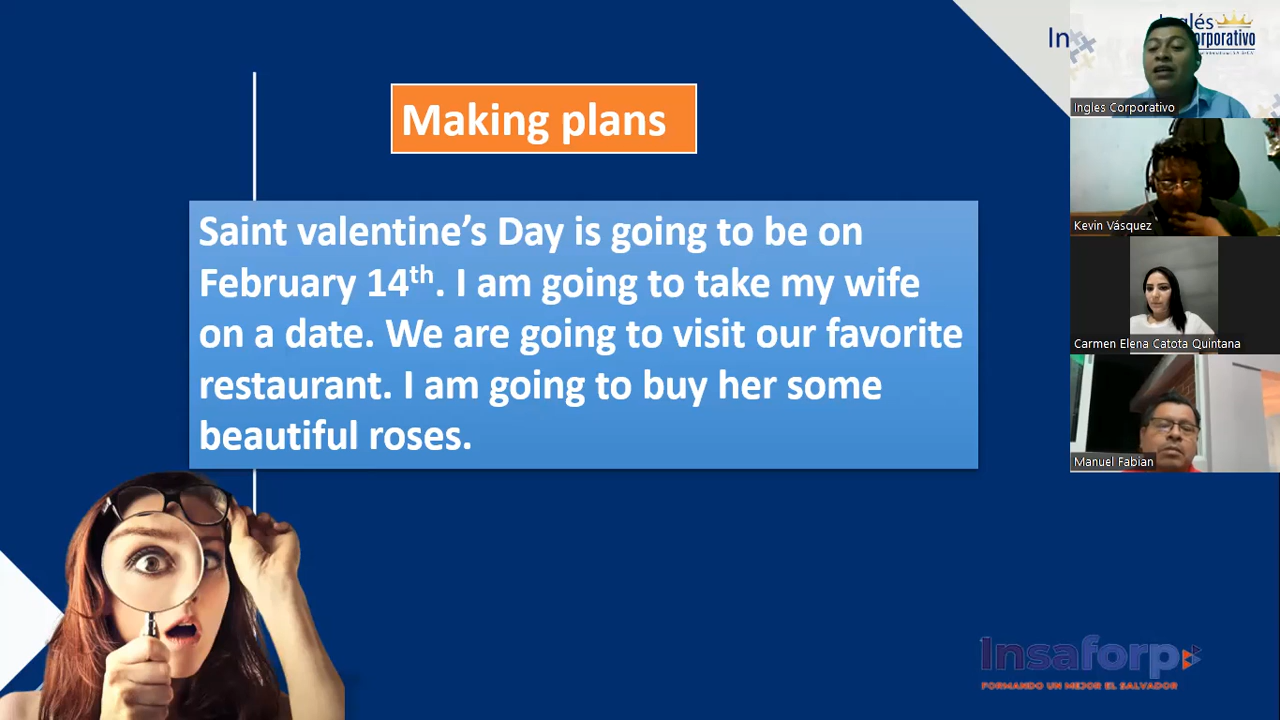 Making plans
Saint valentine's Day is going to be on
February 14th. I am going to take my wife
on a date. We are going to visit our favorite
restaurant. I am going to buy her some
beautiful roses.
Inglés
Corporativo
Ingles Corporativo
Kevin Vásquez
Carmen Elena Catota Quintana
Manuel Fabian
Insaforp
FORMANDO UN MEJOR EL SALVADOR